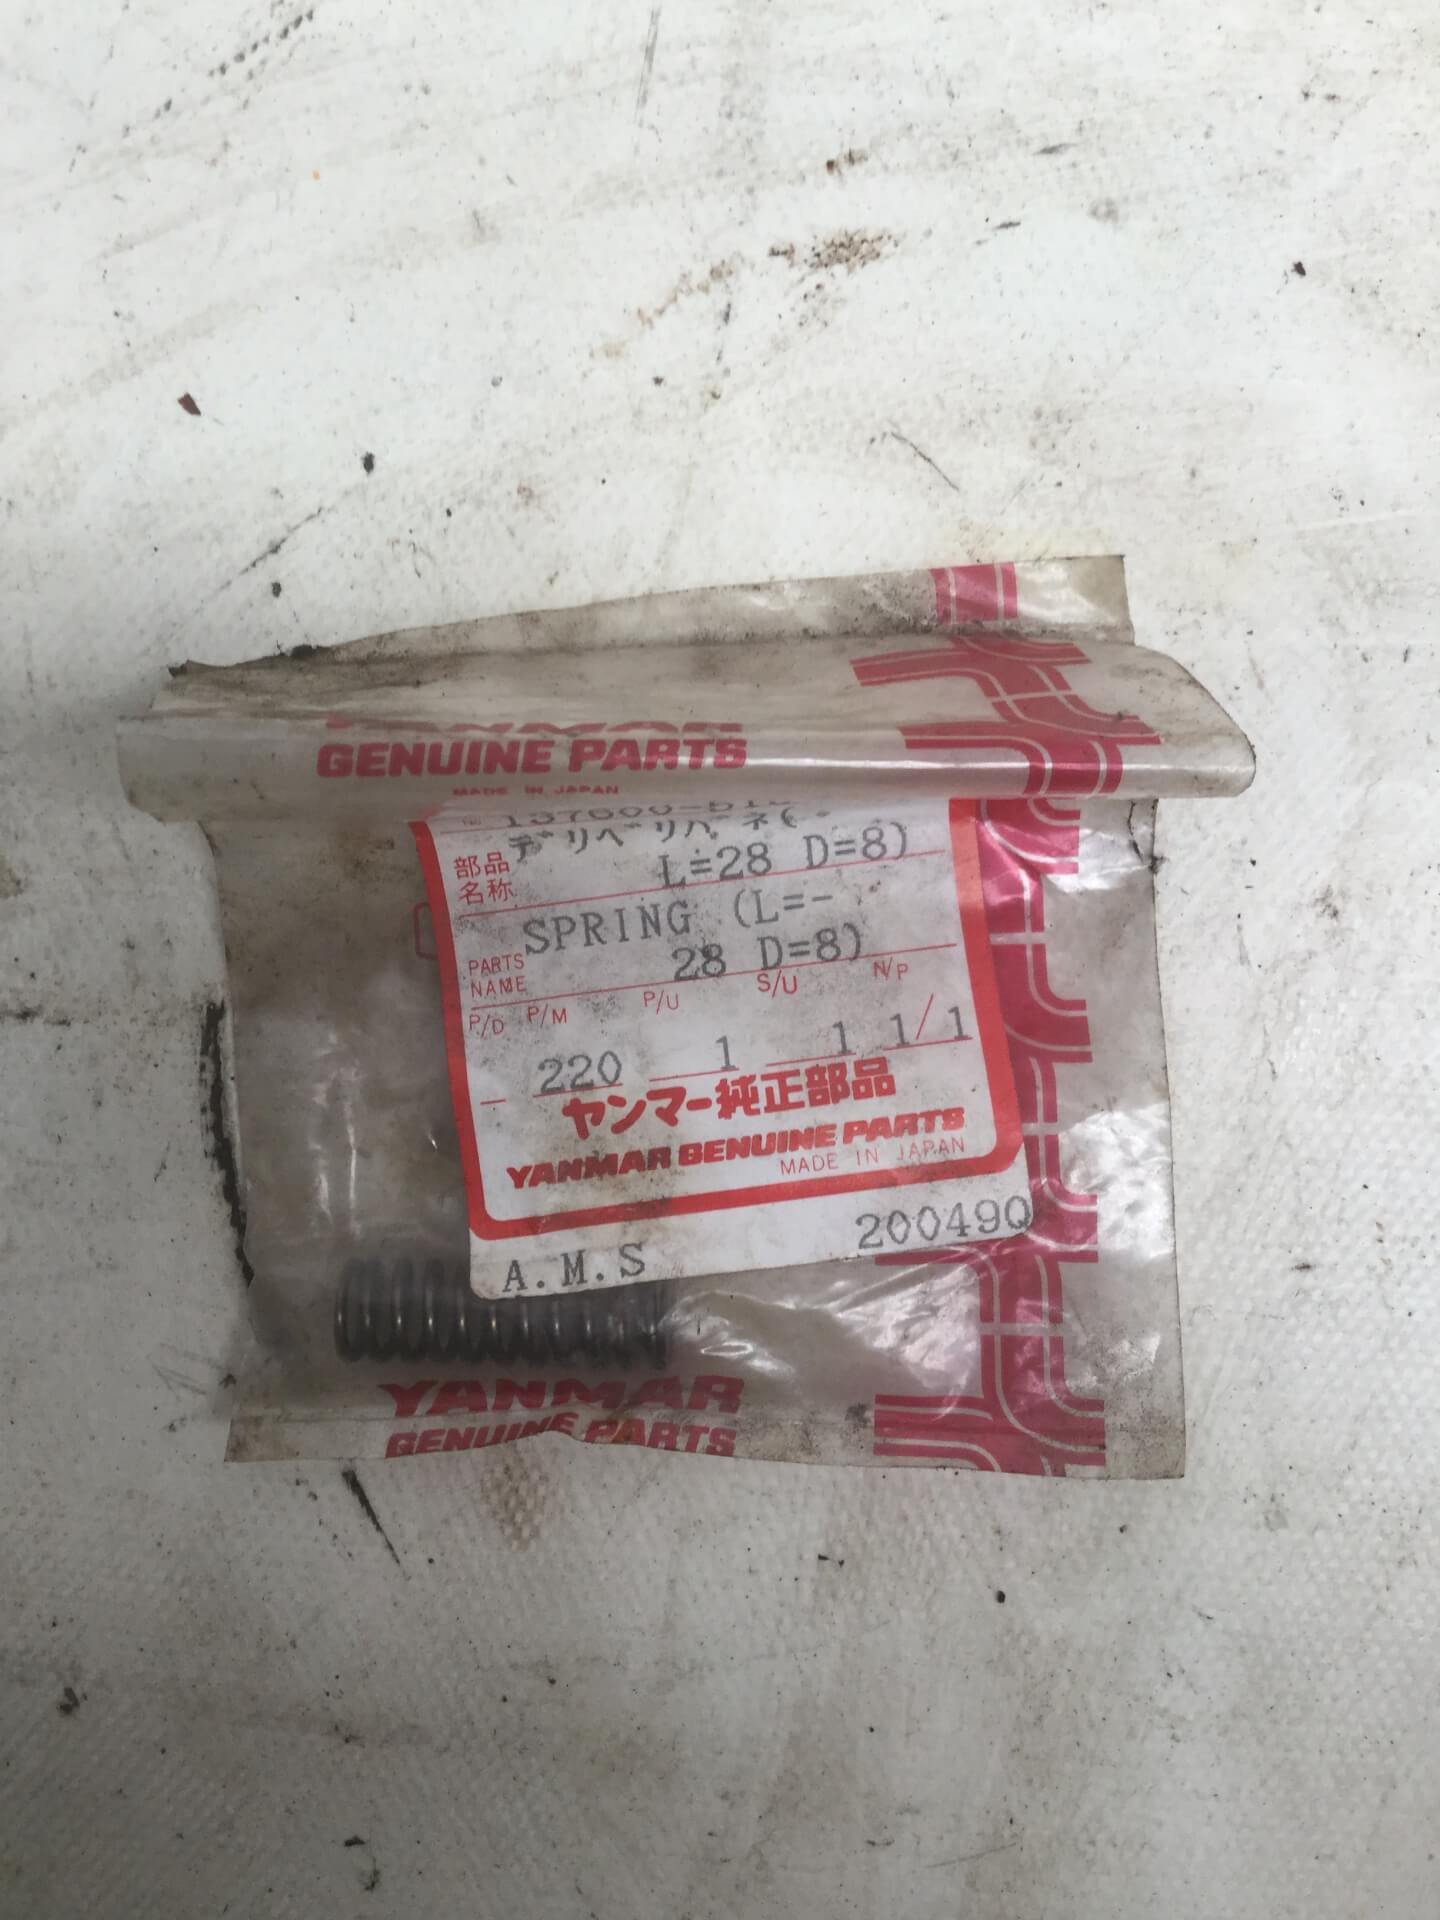 GENUINE PARTS
MADE IN JAPAN
デリベリバネ(-
部品
名称
L=28 D=8)
SPRING (L=-
28 D=8)
PARTS
NAME
P/D P/M P/U S/U N/P
- 220 1 1 1/1
ヤンマー純正部品
YANMAR GENUINE PARTS
MADE IN JAPAN
A.M.S 200490
YANMAR
GENUINE PARTS